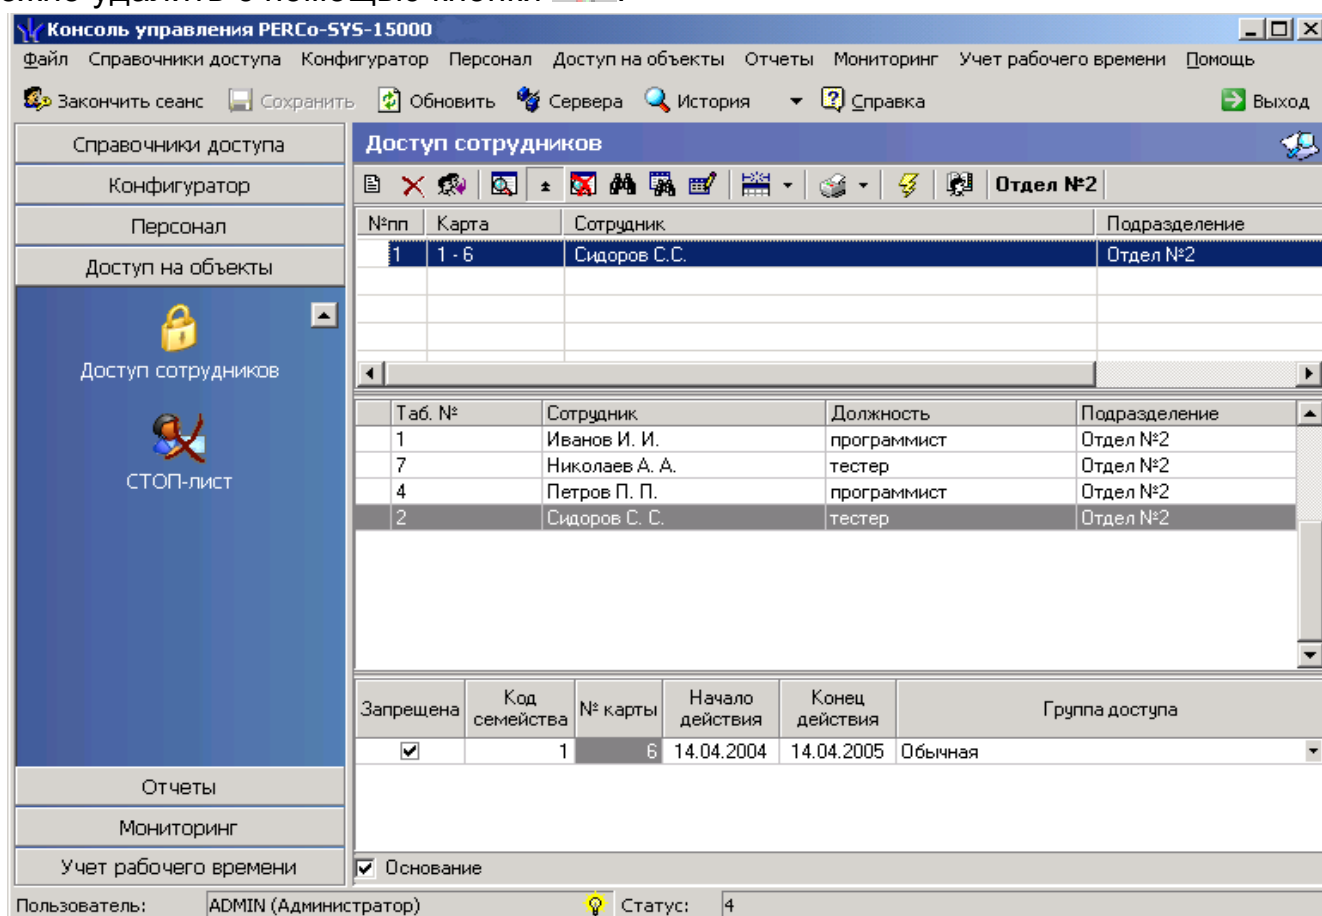 удалить с помощью кнопки
Консоль управления PERCo-SYS-15000
Файл Справочники доступа Конфигуратор Персонал Доступ на объекты Отчеты Мониторинг Учет рабочего времени Помощь
Закончить сеанс Сохранить Обновить Сервера История Справка Выход
Справочники доступа
Конфигуратор
Персонал
Доступ на объекты
Доступ сотрудников
СТОП-лист
Отчеты
Мониторинг
Учет рабочего времени
Доступ сотрудников
Отдел №2
№пп Карта Сотрудник Подразделение
1 1 - 6 Сидоров С.С. Отдел №2
Таб. № Сотрудник Должность Подразделение
1 Иванов И. И. программист Отдел №2
7 Николаев А. А. тестер Отдел №2
4 Петров П. П. программист Отдел №2
2 Сидоров С. С. тестер Отдел №2
Запрещена Код семейства № карты Начало действия Конец действия Группа доступа
1 6 14.04.2004 14.04.2005 Обычная
Основание
Пользователь: ADMIN (Администратор) Статус: 4